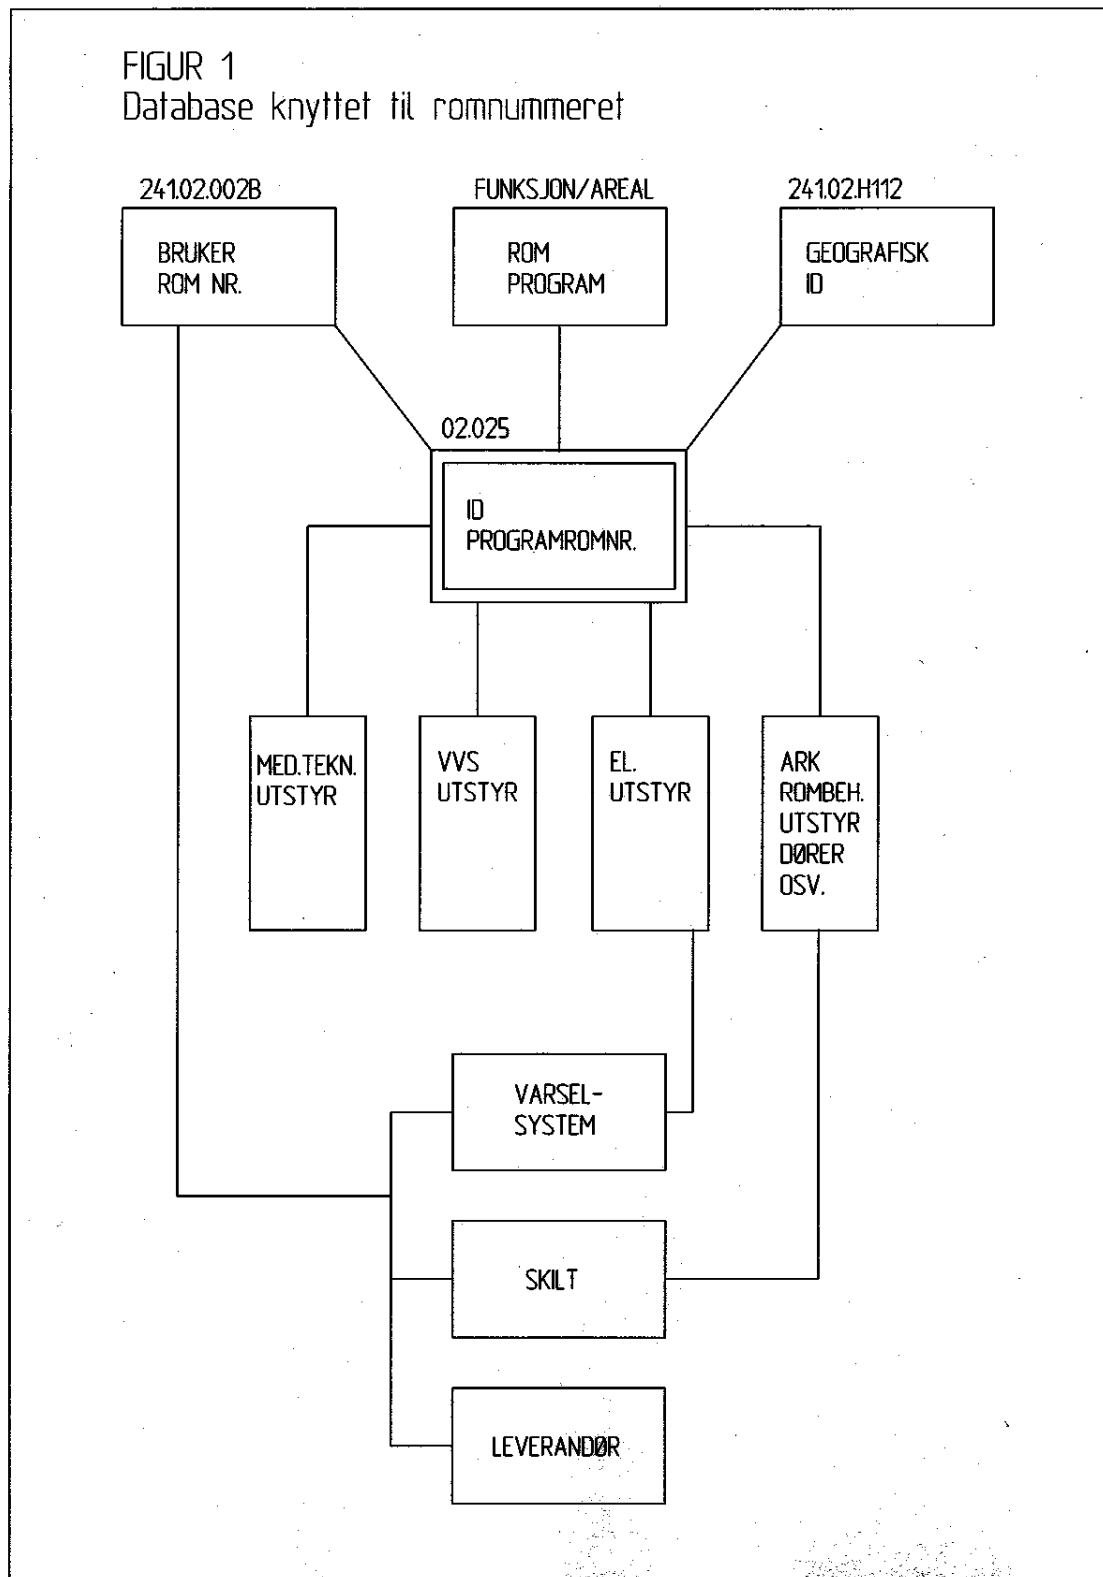 FIGUR 1
Database knyttet til romnummeret
241.02.002B
FUNKSJON/AREAL
241.02.H112
BRUKER
ROM NR.
ROM
PROGRAM
GEOGRAFISK
ID
02.025
ID
PROGRAMROMNR.
MED.TEKN.
UTSTYR
VVS
UTSTYR
EL.
UTSTYR
ARK
ROMBEH.
UTSTYR
DØRER
OSV.
VARSEL-
SYSTEM
SKILT
LEVERANDØR